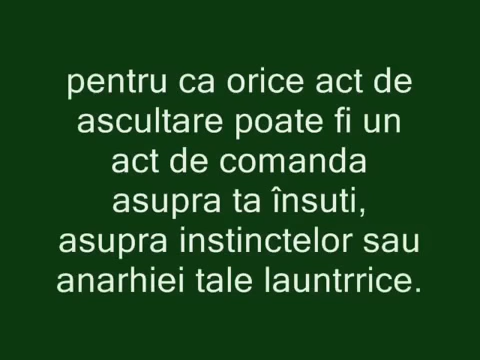 pentru ca orice act de
ascultare poate fi un
act de comanda
asupra ta însuti,
asupra instinctelor sau
anarhiei tale launtrrice.